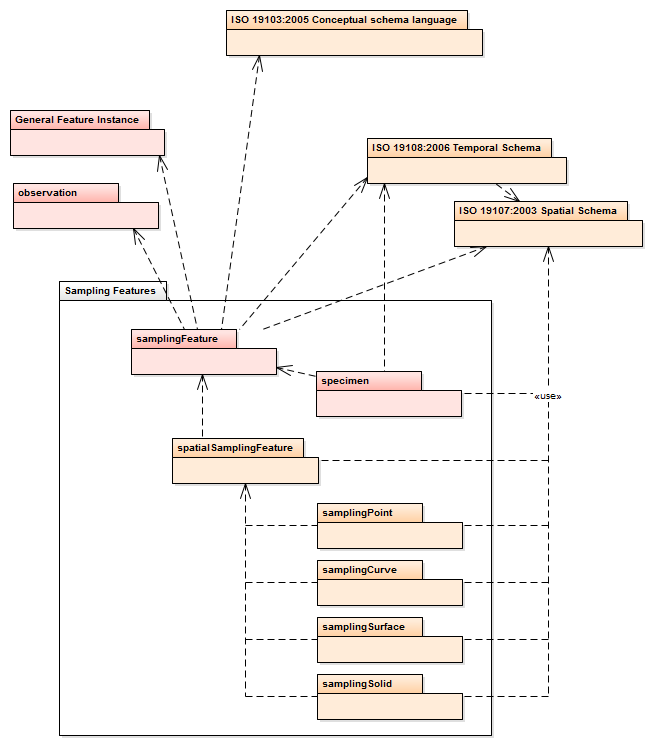 ISO 19103:2005 Conceptual schema language
General Feature Instance
ISO 19108:2006 Temporal Schema
observation
ISO 19107:2003 Spatial Schema
Sampling Features
samplingFeature
specimen
«use»
spatialSamplingFeature
samplingPoint
samplingCurve
samplingSurface
samplingSolid